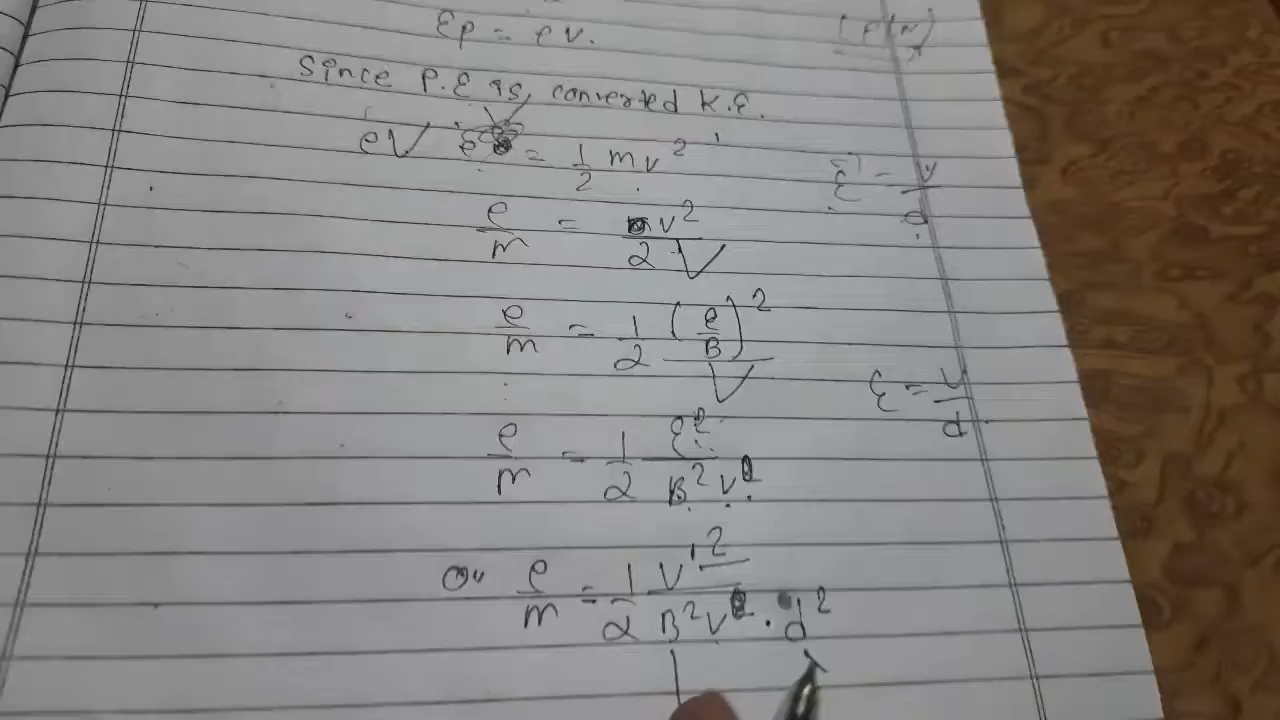 Ep = eV.
Since P.E is converted K.E.
eV = 1/2 mv²
e/m = v²/2V
e/m = 1/2 (E/B)²/V
E = V/d
e/m = 1/2 E²/B²V
or e/m = 1/2 V'²/B²V . d²